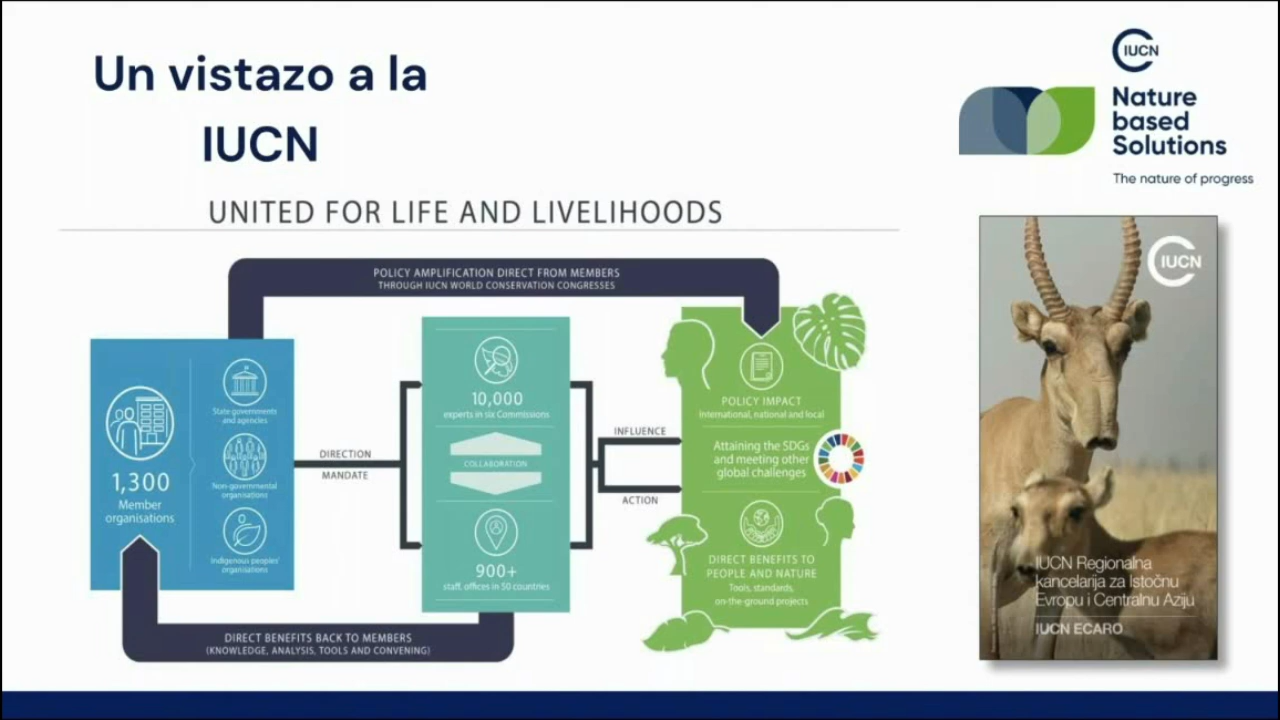 Un vistazo a la
IUCN
IUCN
Nature
based
Solutions
The nature of progress
UNITED FOR LIFE AND LIVELIHOODS
POLICY AMPLIFICATION DIRECT FROM MEMBERS
THROUGH IUCN WORLD CONSERVATION CONGRESSES
1,300
Member
organisations
State governments
and agencies
Non-governmental
organisations
Indigenous peoples'
organisations
DIRECTION
MANDATE
10,000
experts in six Commissions
COLLABORATION
900+
staff, offices in 50 countries
INFLUENCE
ACTION
POLICY IMPACT
International, national and local
Attaining the SDGs
and meeting other
global challenges
DIRECT BENEFITS TO
PEOPLE AND NATURE
Tools, standards,
on-the-ground projects
DIRECT BENEFITS BACK TO MEMBERS
(KNOWLEDGE, ANALYSIS, TOOLS AND CONVENING)
IUCN
IUCN Regionalna
kancelarija za Istočnu
Evropu i Centralnu Aziju
IUCN ECARO